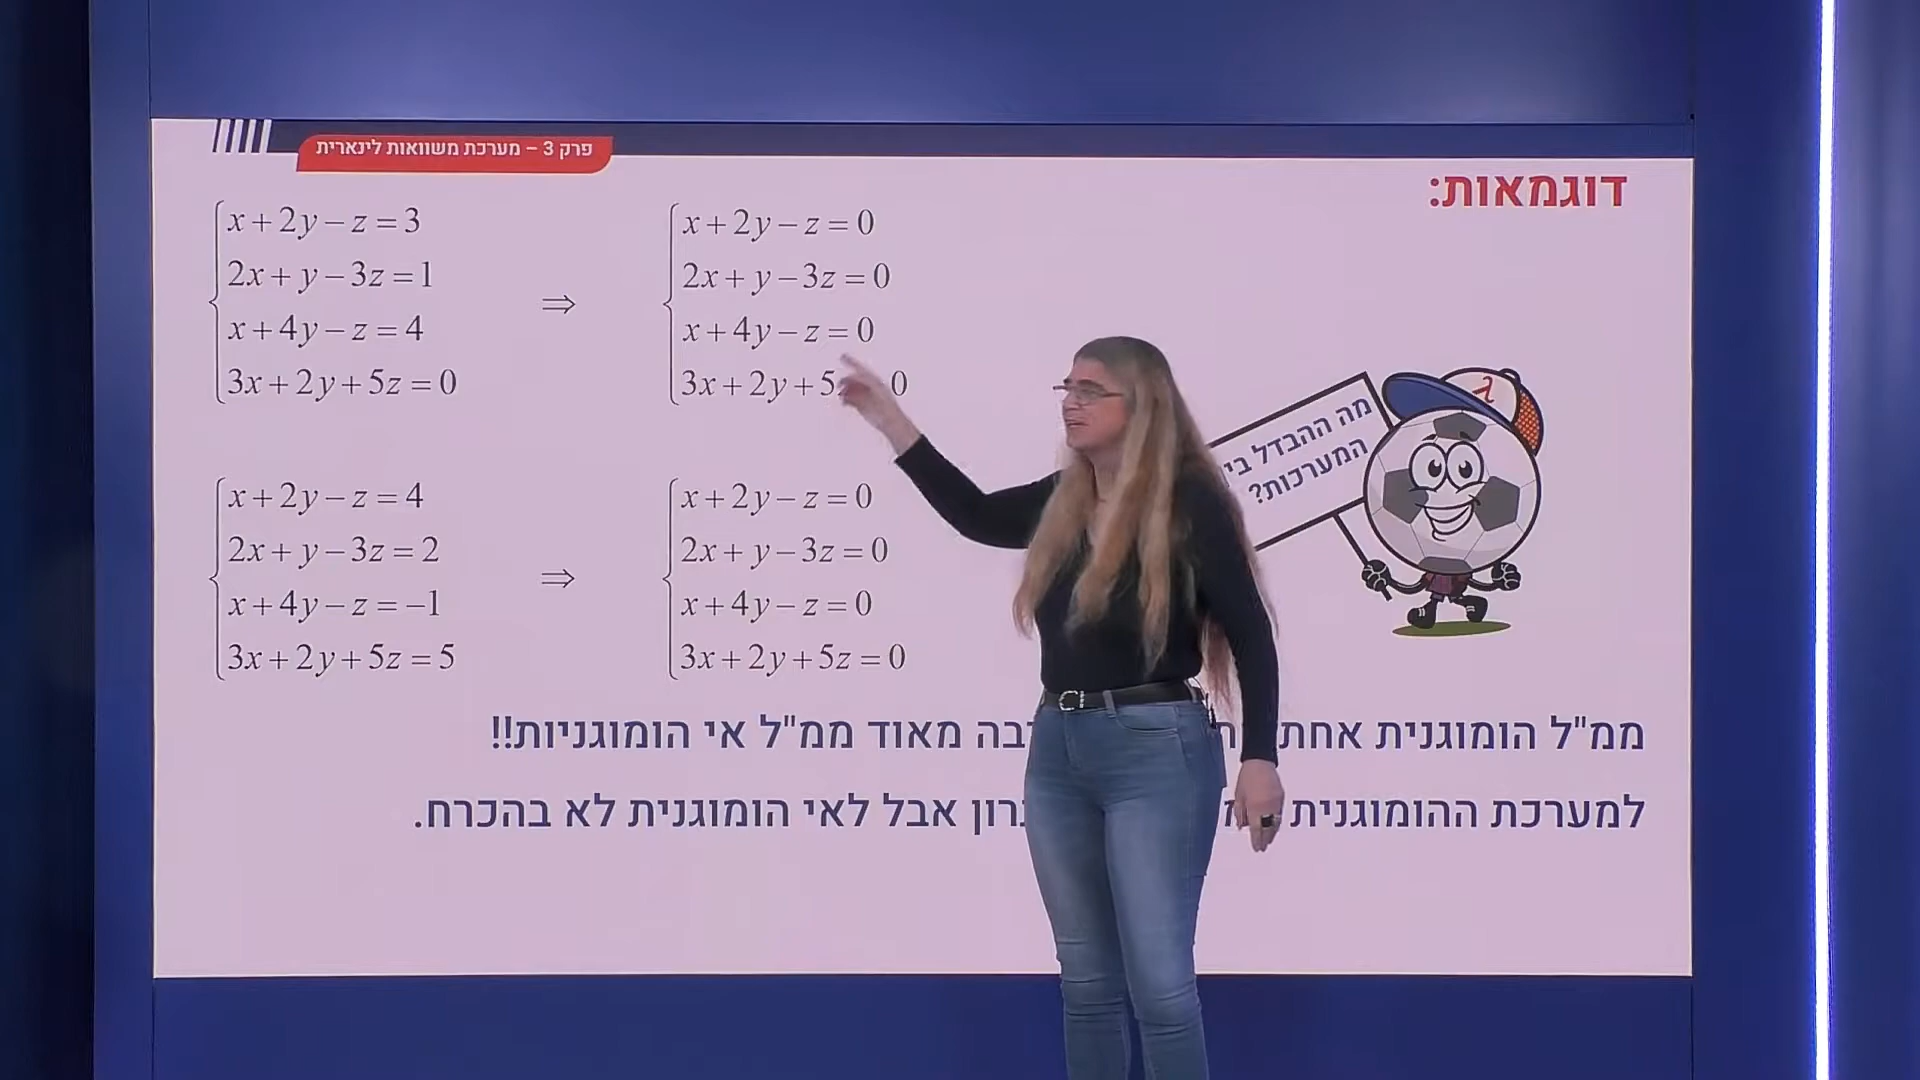 פרק 3 – מערכת משוואות לינארית
דוגמאות:
x + 2y − z = 3
2x + y − 3z = 1
x + 4y − z = 4
3x + 2y + 5z = 0
⇒
x + 2y − z = 0
2x + y − 3z = 0
x + 4y − z = 0
3x + 2y + 5 0
מה ההבדל
המערכות?
λ
x + 2y − z = 4
2x + y − 3z = 2
x + 4y − z = −1
3x + 2y + 5z = 5
⇒
x + 2y − z = 0
2x + y − 3z = 0
x + 4y − z = 0
3x + 2y + 5z = 0
ממ"ל הומוגנית אחת מאוד ממ"ל אי הומוגניות!!
למערכת ההומוגנית אבל לאי הומוגנית לא בהכרח.